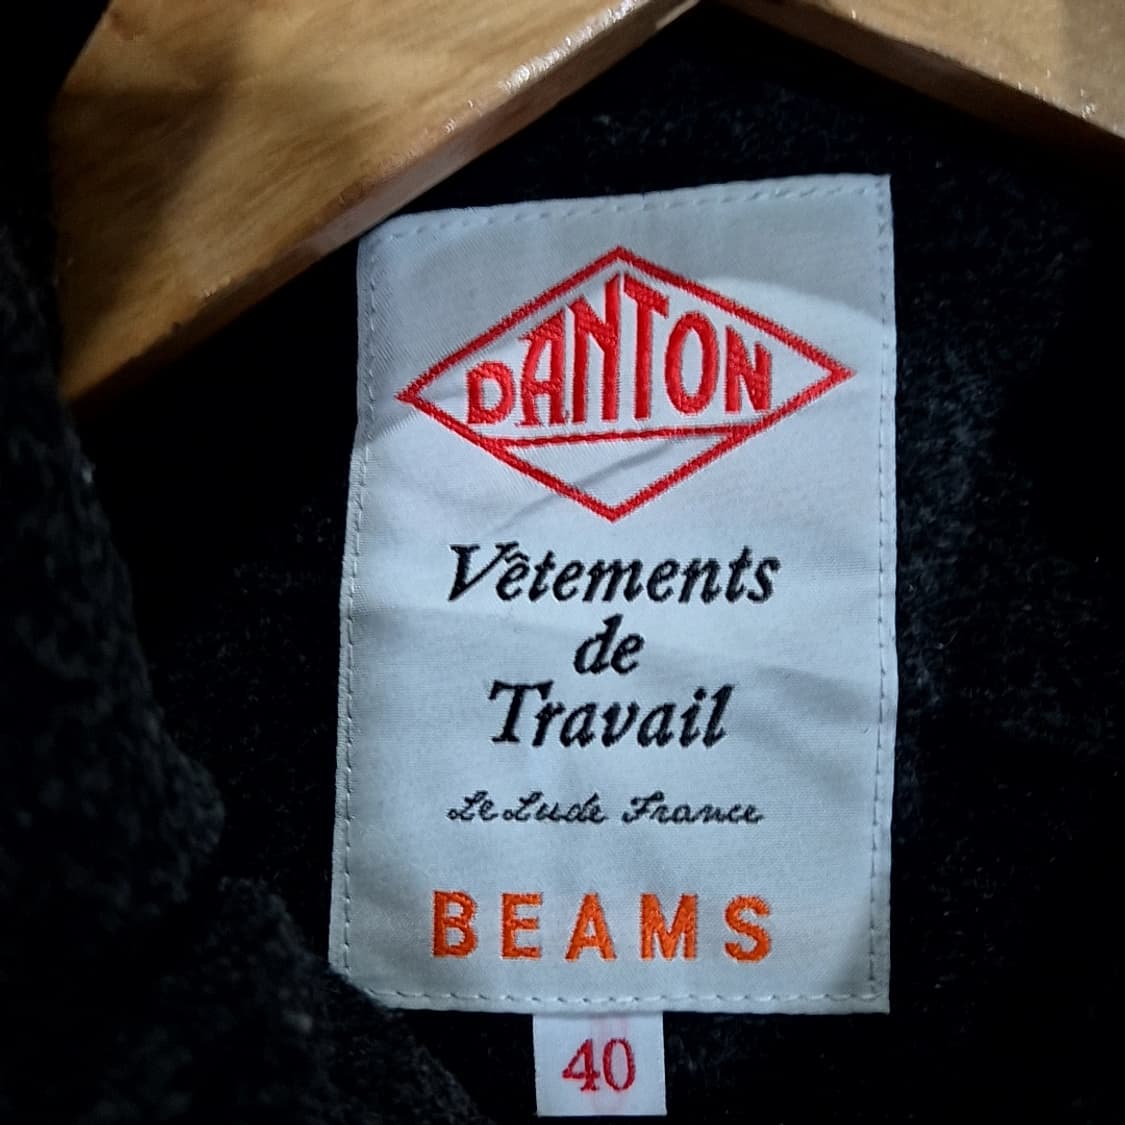 DANTON
Vêtements
de
Travail
Le Lude France
BEAMS
40